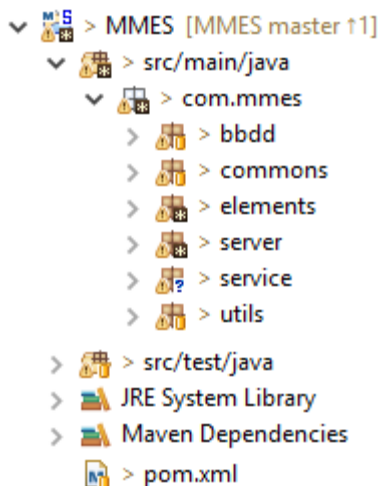 > MMES [MMES master ↑1]
> src/main/java
> com.mmes
> bbdd
> commons
> elements
> server
> service
> utils
> src/test/java
JRE System Library
Maven Dependencies
> pom.xml